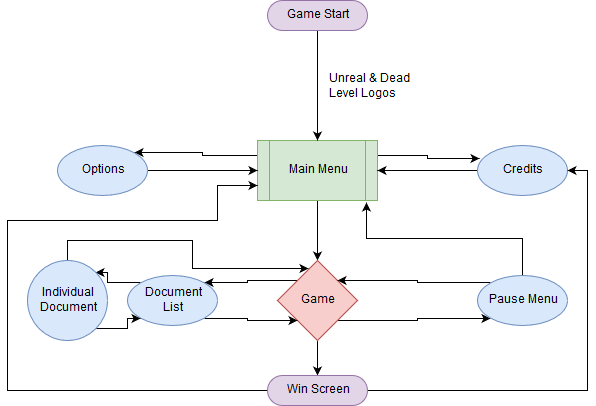 Game Start
Unreal & Dead
Level Logos
Options
Main Menu
Credits
Individual
Document
Document
List
Game
Pause Menu
Win Screen